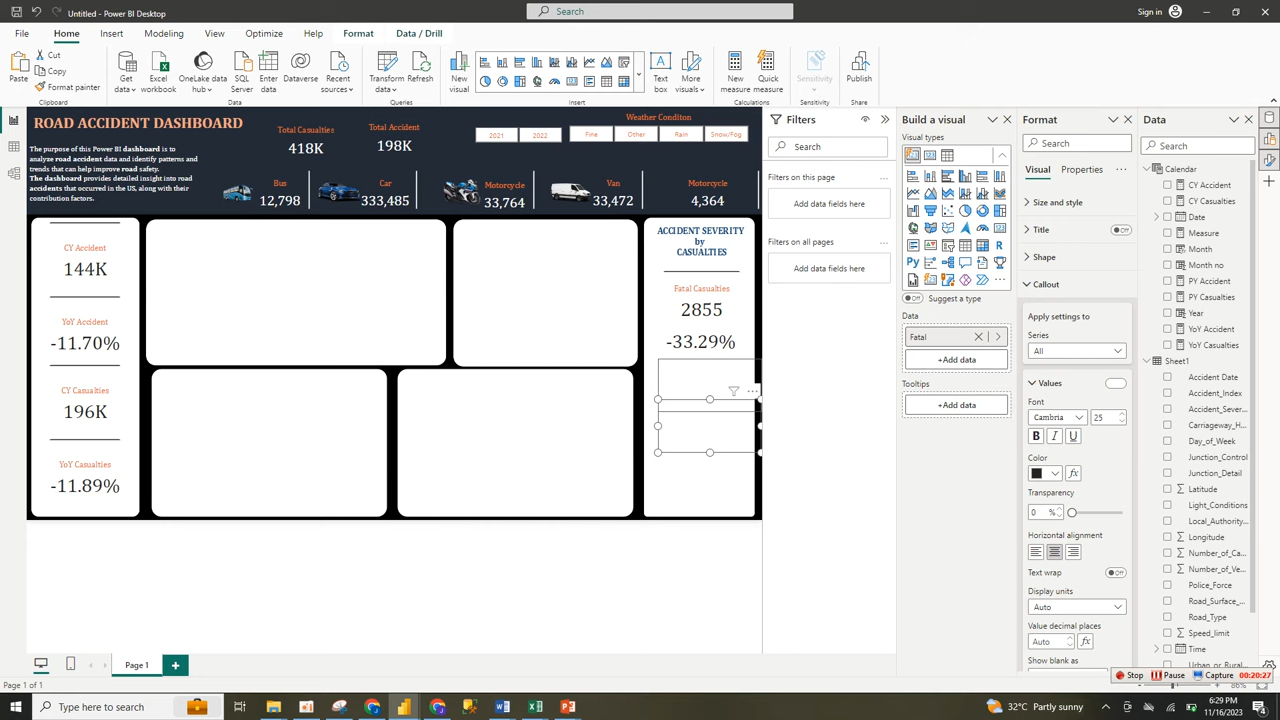 Untitled - Power BI Desktop
Search
Sign in
File
Home
Insert
Modeling
View
Optimize
Help
Format
Data / Drill
Paste
Cut
Copy
Format painter
Clipboard
Get data
Excel workbook
OneLake data hub
SQL Server
Enter data
Dataverse
Recent sources
Data
Transform data
Refresh
Queries
New visual
Text box
More visuals
Insert
New measure
Quick measure
Calculations
Sensitivity
Sensitivity
Publish
Share
ROAD ACCIDENT DASHBOARD
The purpose of this Power BI dashboard is to
analyze road accident data and identify patterns and
trends that can help improve road safety.
The dashboard provides detailed insight into road
accidents that occurred in the US, along with their
contribution factors.
Total Casualties
418K
Total Accident
198K
2021
2022
Weather Conditon
Fine
Other
Rain
Snow/Fog
Bus
12,798
Car
333,485
Motorcycle
33,764
Van
33,472
Motorcycle
4,364
CY Accident
144K
YoY Accident
-11.70%
CY Casualties
196K
YoY Casualties
-11.89%
ACCIDENT SEVERITY
by
CASUALTIES
Fatal Casualties
2855
-33.29%
Filters
Search
Filters on this page
Add data fields here
Filters on all pages
Add data fields here
Build a visual
Visual types
Suggest a type
Off
Data
Fatal
+Add data
Tooltips
+Add data
Format
Search
Visual
Properties
Size and style
Title
Off
Shape
Callout
Apply settings to
Series
All
Values
Font
Cambria
25
B
I
U
Color
fx
Transparency
0
%
Horizontal alignment
Text wrap
Off
Display units
Auto
Value decimal places
Auto
fx
Show blank as
Data
Search
Calendar
CY Accident
CY Casualties
Date
Measure
Month
Month no
PY Accident
PY Casualties
Year
YoY Accident
YoY Casualties
Sheet1
Accident Date
Accident_Index
Accident_Sever...
Carriageway_H...
Day_of_Week
Junction_Control
Junction_Detail
Latitude
Light_Conditions
Local_Authority...
Longitude
Number_of_Ca...
Number_of_Ve...
Police_Force
Road_Surface_...
Road_Type
Speed_limit
Time
Urban_or_Rural...
Page 1
Page 1 of 1
Stop
Pause
Capture
00:20:27
86%
Type here to search
32°C Partly sunny
6:29 PM
11/16/2023